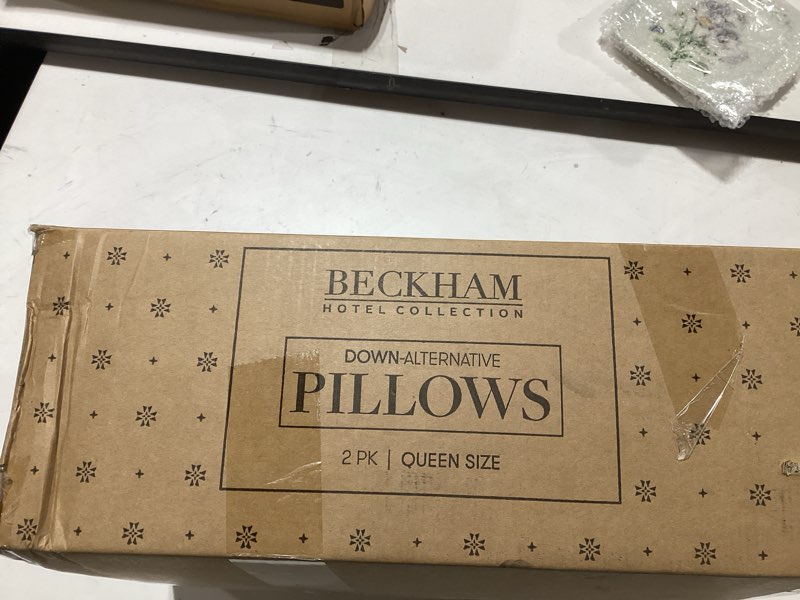 BECKHAM
HOTEL COLLECTION
DOWN-ALTERNATIVE
PILLOWS
2 PK | QUEEN SIZE